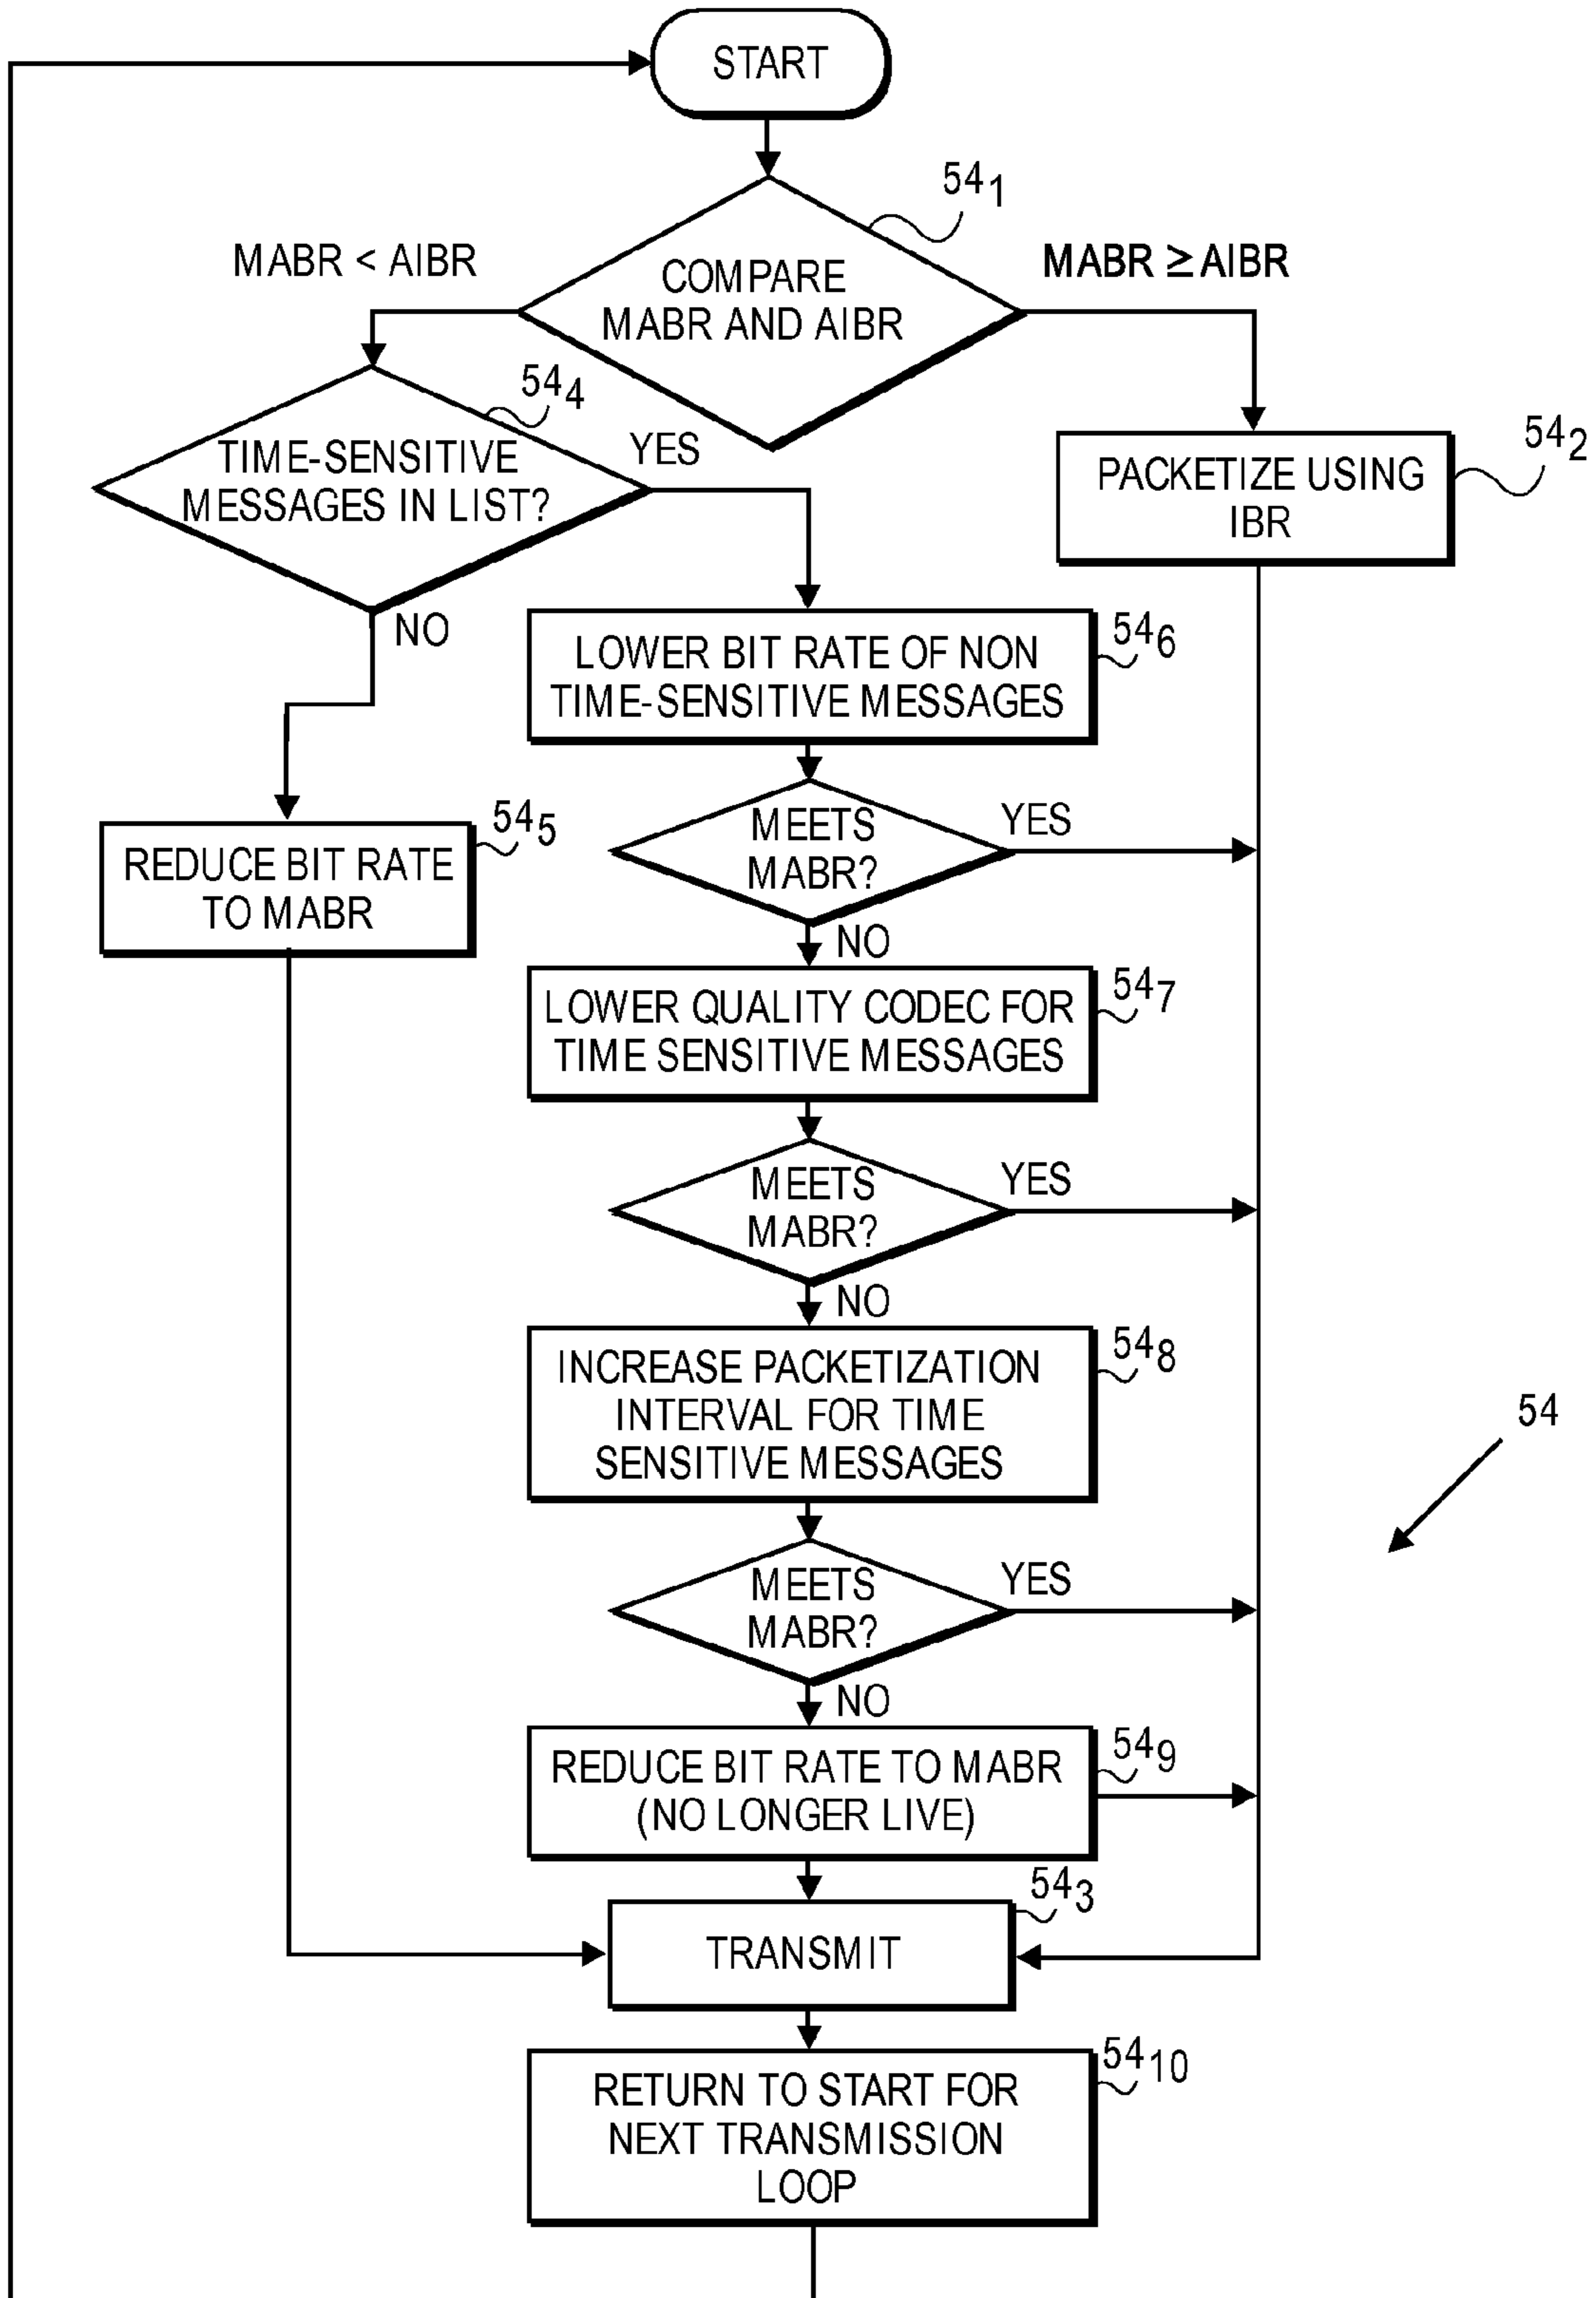 START
54₁
MABR < AIBR
MABR ≥ AIBR
COMPARE
MABR AND AIBR
54₄
TIME-SENSITIVE
MESSAGES IN LIST?
YES
54₂
PACKETIZE USING
IBR
NO
54₆
LOWER BIT RATE OF NON
TIME-SENSITIVE MESSAGES
54₅
REDUCE BIT RATE
TO MABR
MEETS
MABR?
YES
NO
54₇
LOWER QUALITY CODEC FOR
TIME SENSITIVE MESSAGES
MEETS
MABR?
YES
NO
54₈
INCREASE PACKETIZATION
INTERVAL FOR TIME
SENSITIVE MESSAGES
54
MEETS
MABR?
YES
NO
54₉
REDUCE BIT RATE TO MABR
(NO LONGER LIVE)
54₃
TRANSMIT
54₁₀
RETURN TO START FOR
NEXT TRANSMISSION
LOOP